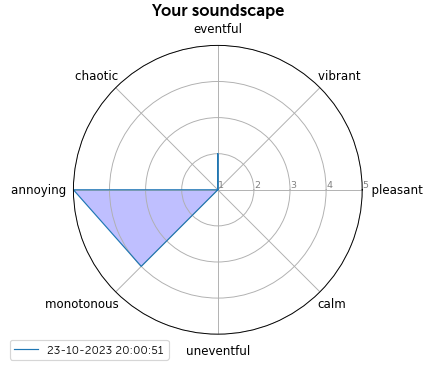 Your soundscape
eventful
chaotic
vibrant
annoying
1 2 3 4 5
pleasant
monotonous
calm
uneventful
23-10-2023 20:00:51